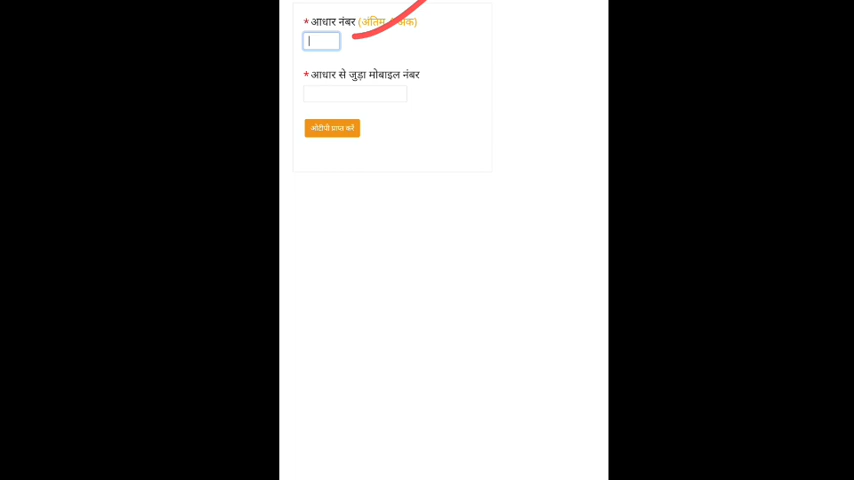 *आधार नंबर (अंतिम अंक)
*आधार से जुड़ा मोबाइल नंबर
ओटीपी प्राप्त करें